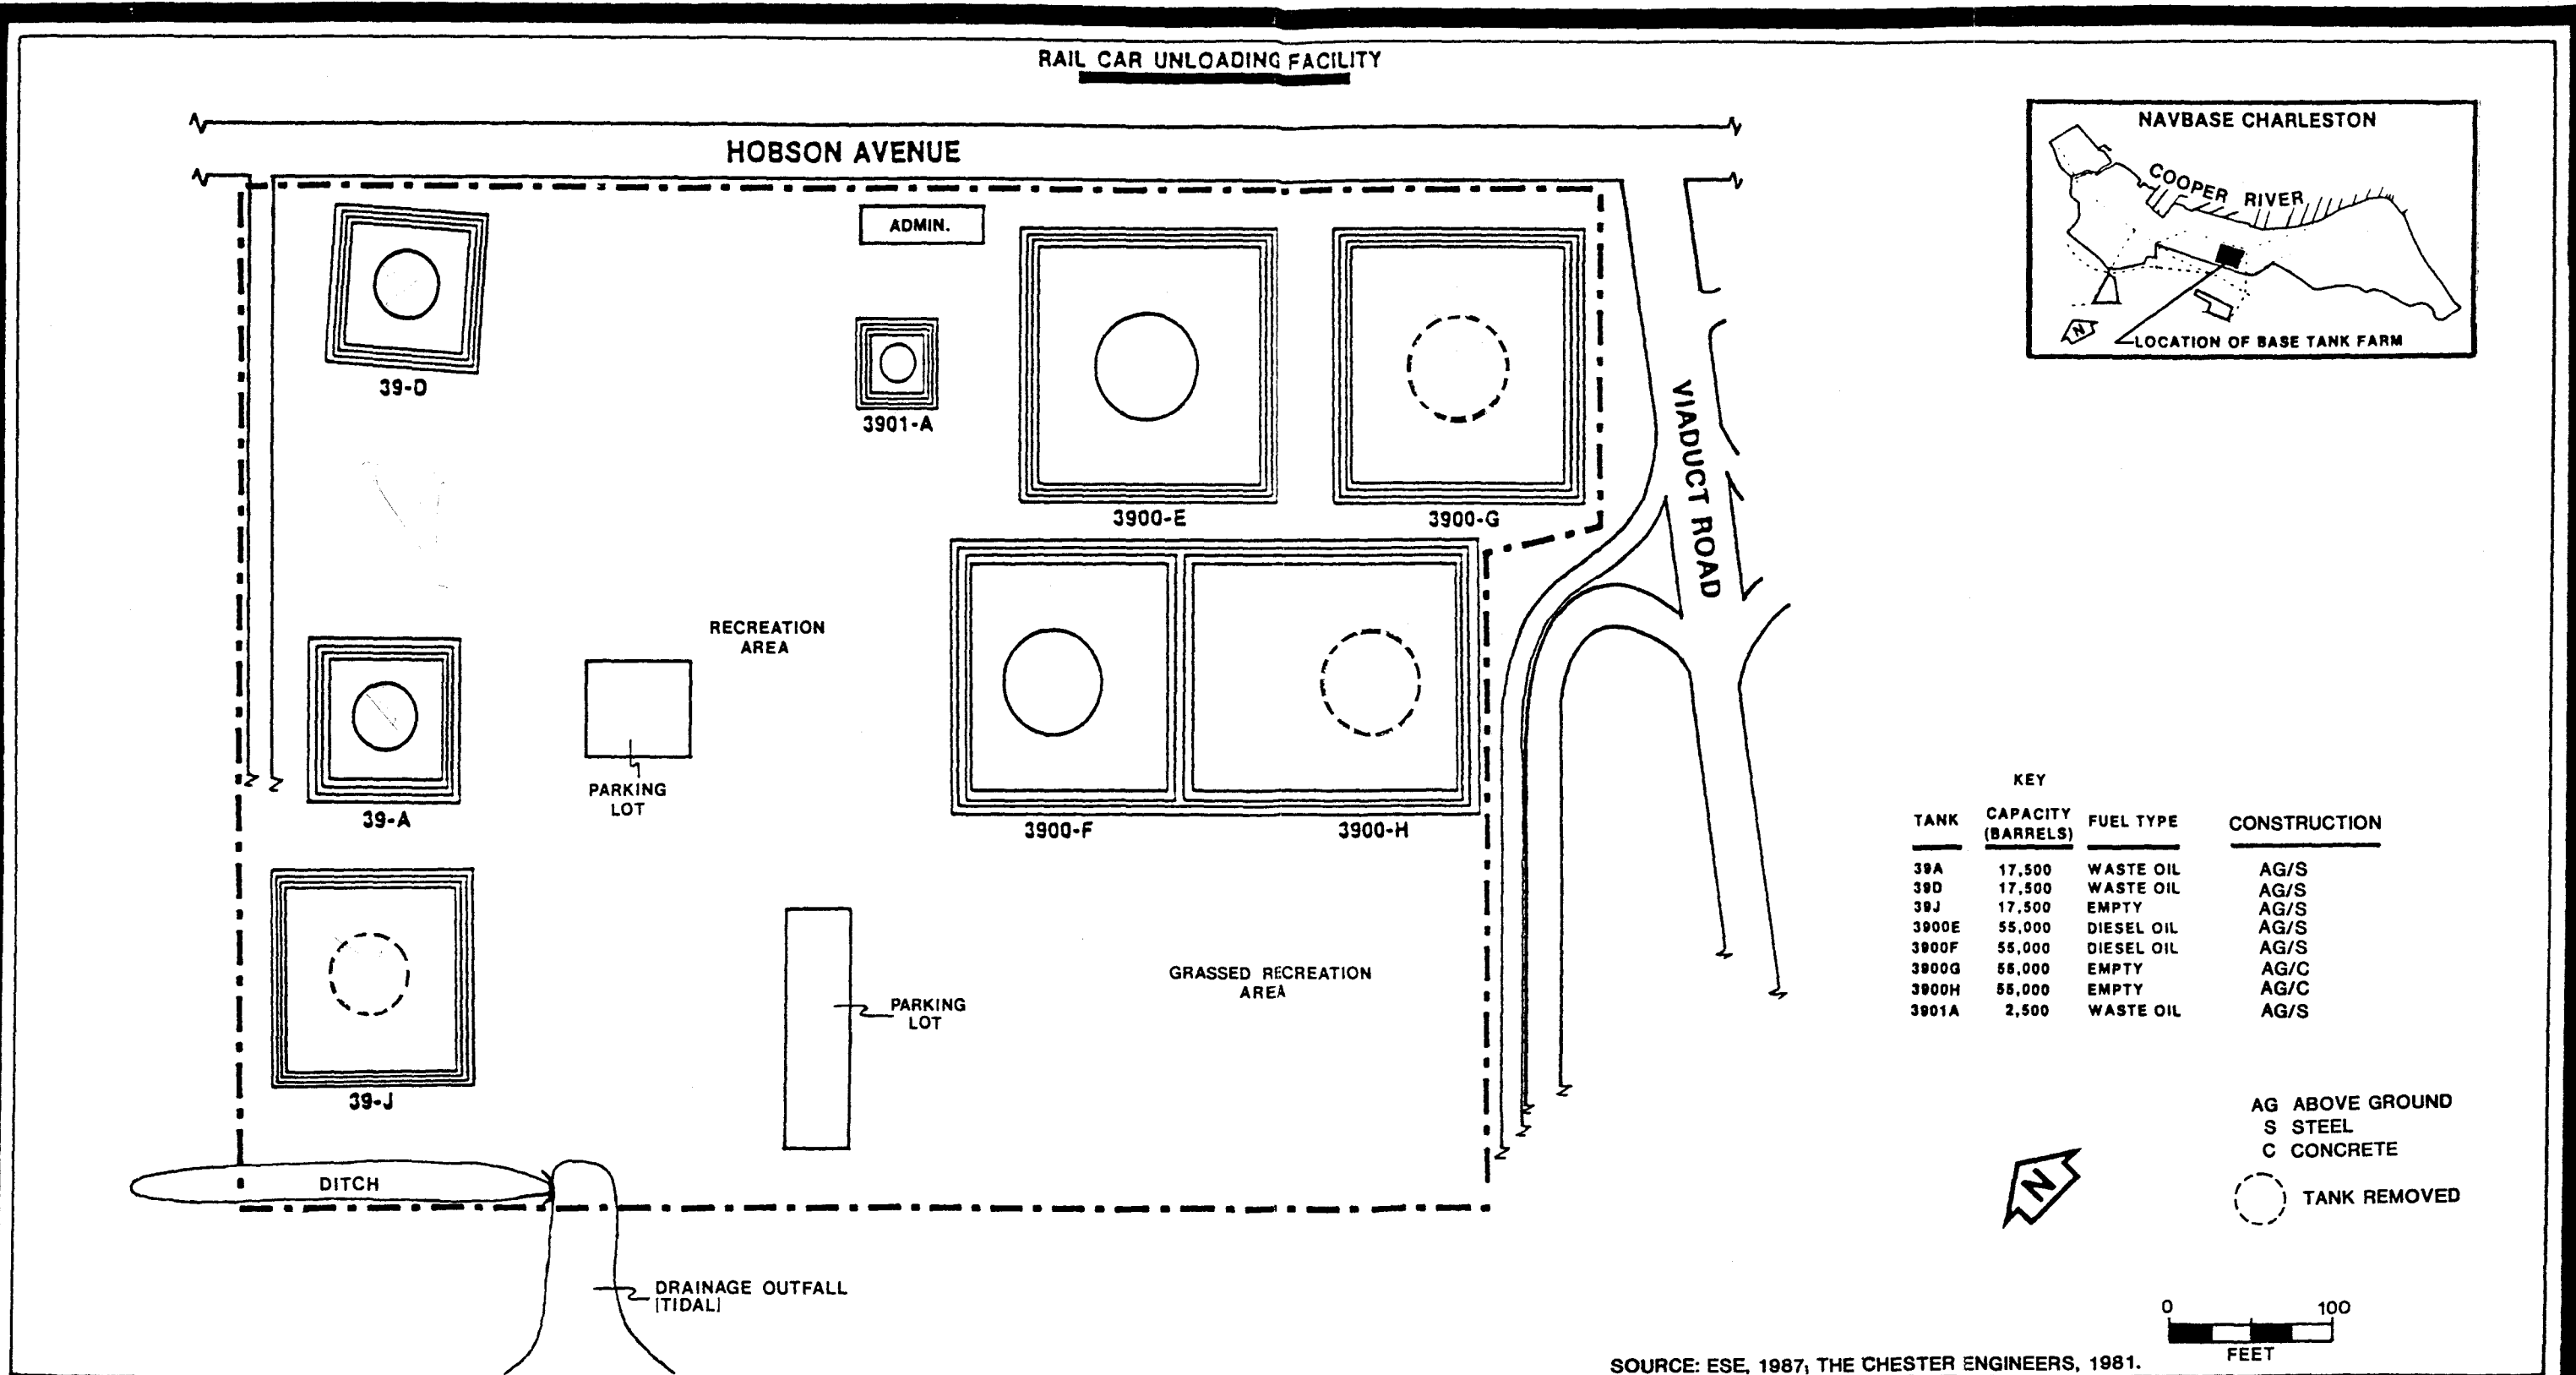 RAIL CAR UNLOADING FACILITY
HOBSON AVENUE
NAVBASE CHARLESTON
COOPER RIVER
N
LOCATION OF BASE TANK FARM
ADMIN.
39-D
3901-A
3900-E
3900-G
VIADUCT ROAD
RECREATION
AREA
PARKING
LOT
39-A
3900-F
3900-H
39-J
PARKING
LOT
GRASSED RECREATION
AREA
DITCH
DRAINAGE OUTFALL
[TIDAL]
KEY
TANK CAPACITY (BARRELS) FUEL TYPE CONSTRUCTION
39A 17,500 WASTE OIL AG/S
39D 17,500 WASTE OIL AG/S
39J 17,500 EMPTY AG/S
3900E 55,000 DIESEL OIL AG/S
3900F 55,000 DIESEL OIL AG/S
3900G 55,000 EMPTY AG/C
3900H 55,000 EMPTY AG/C
3901A 2,500 WASTE OIL AG/S
AG ABOVE GROUND
S STEEL
C CONCRETE
TANK REMOVED
N
0 100
FEET
SOURCE: ESE, 1987; THE CHESTER ENGINEERS, 1981.